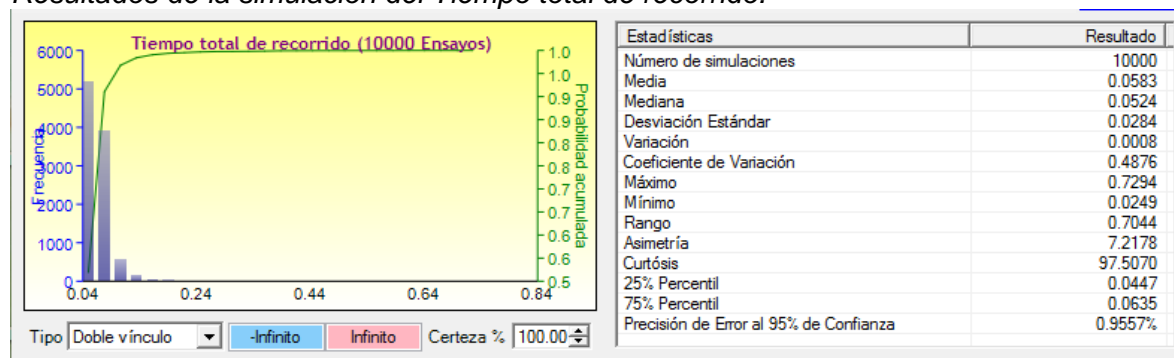 Resultados de la simulación del Tiempo total de recorrido.
Tiempo total de recorrido (10000 Ensayos)
Frecuencia
6000
5000
4000
3000
2000
1000
0
0.04 0.24 0.44 0.64 0.84
1.0
1.0
0.9
0.9
0.8
0.8
0.7
0.7
0.6
0.6
0.5
Probabilidad acumulada
Tipo Doble vínculo -Infinito Infinito Certeza % 100.00
Estadísticas Resultado
Número de simulaciones 10000
Media 0.0583
Mediana 0.0524
Desviación Estándar 0.0284
Variación 0.0008
Coeficiente de Variación 0.4876
Máximo 0.7294
Mínimo 0.0249
Rango 0.7044
Asimetría 7.2178
Curtósis 97.5070
25% Percentil 0.0447
75% Percentil 0.0635
Precisión de Error al 95% de Confianza 0.9557%